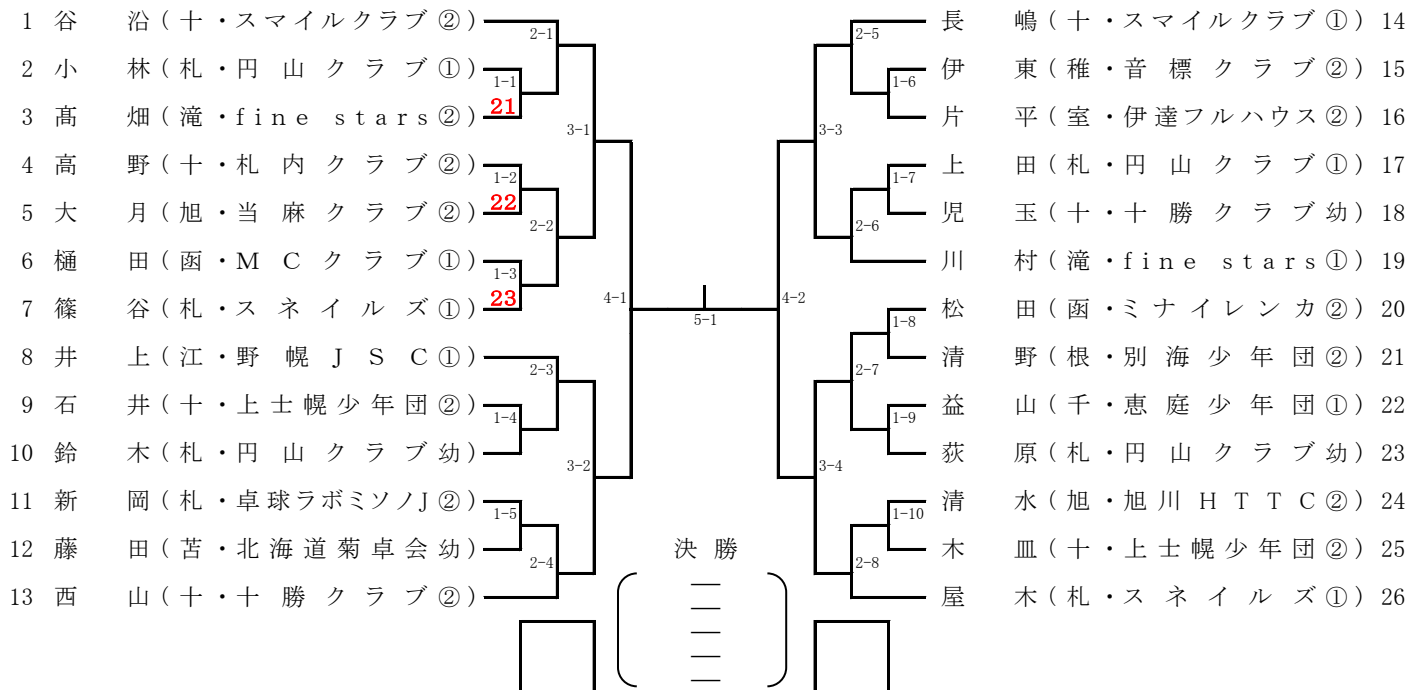 1 谷 沼(十・スマイルクラブ②) 2-1 2-5 長 嶋(十・スマイルクラブ①) 14
2 小 林(札・円山クラブ①) 1-1 1-6 伊 東(稚・音標クラブ②) 15
3 髙 畑(滝・fine stars②) 21 3-1 3-3 片 平(室・伊達フルハウス②) 16
4 高 野(十・札内クラブ②) 1-2 1-7 上 田(札・円山クラブ①) 17
5 大 月(旭・当麻クラブ②) 22 2-2 2-6 児 玉(十・十勝クラブ幼) 18
6 樋 田(函・MCクラブ①) 1-3 川 村(滝・fine stars①) 19
7 篠 谷(札・スネイルズ①) 23 4-1 5-1 4-2 1-8 松 田(函・ミナイレンカ②) 20
8 井 上(江・野幌JSC①) 2-3 2-7 清 野(根・別海少年団②) 21
9 石 井(十・上士幌少年団②) 1-4 1-9 益 山(千・恵庭少年団①) 22
10 鈴 木(札・円山クラブ幼) 3-2 3-4 荻 原(札・円山クラブ幼) 23
11 新 岡(札・卓球ラボミソノJ②) 1-5 1-10 清 水(旭・旭川HTTC②) 24
12 藤 田(苫・北海道菊卓会幼) 2-4 決勝 2-8 木 皿(十・上士幌少年団②) 25
13 西 山(十・十勝クラブ②) — 屋 木(札・スネイルズ①) 26
—
—
—
—